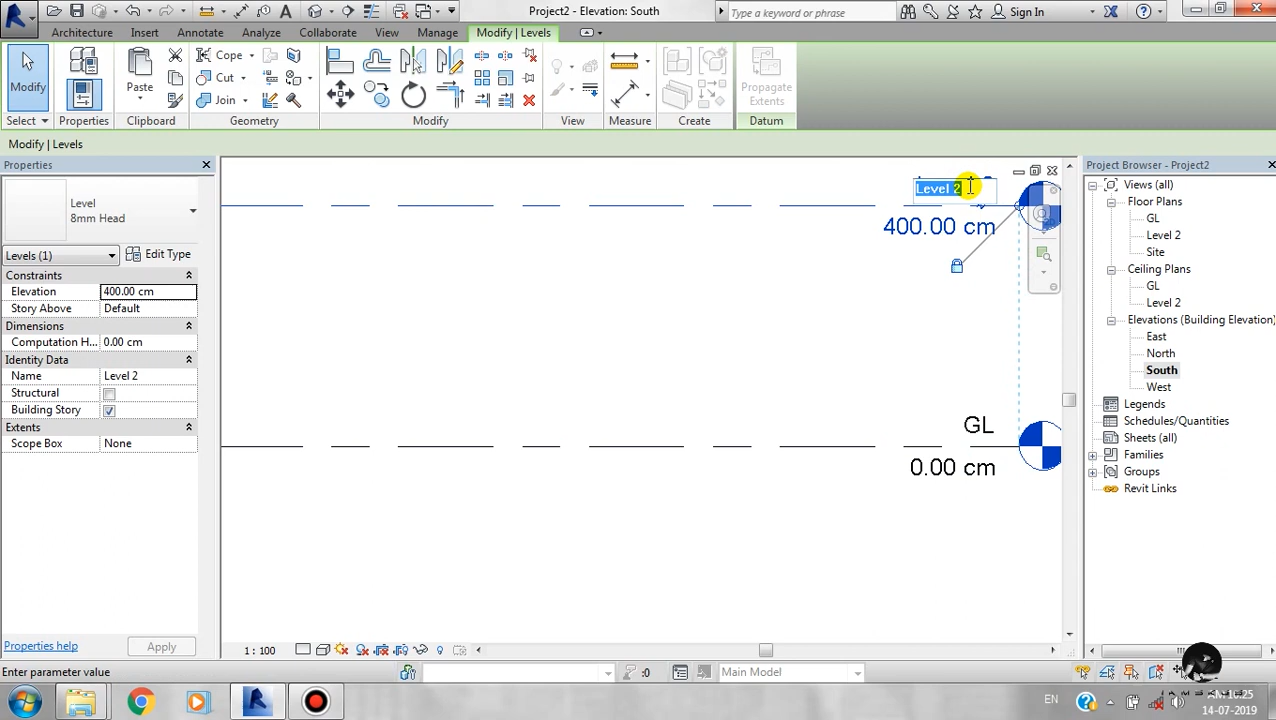 Project2 - Elevation: South
Type a keyword or phrase
Sign In
Architecture
Insert
Annotate
Analyze
Collaborate
View
Manage
Modify | Levels
Modify
Paste
Cope
Cut
Join
Propagate
Extents
Select
Properties
Clipboard
Geometry
Modify
View
Measure
Create
Datum
Modify | Levels
Properties
Level
8mm Head
Levels (1)
Edit Type
Constraints
Elevation
400.00 cm
Story Above
Default
Dimensions
Computation H...
0.00 cm
Identity Data
Name
Level 2
Structural
Building Story
Extents
Scope Box
None
Properties help
Apply
Level 2
400.00 cm
GL
0.00 cm
Project Browser - Project2
Views (all)
Floor Plans
GL
Level 2
Site
Ceiling Plans
GL
Level 2
Elevations (Building Elevation)
East
North
South
West
Legends
Schedules/Quantities
Sheets (all)
Families
Groups
Revit Links
1 : 100
Enter parameter value
:0
Main Model
EN
14-07-2019